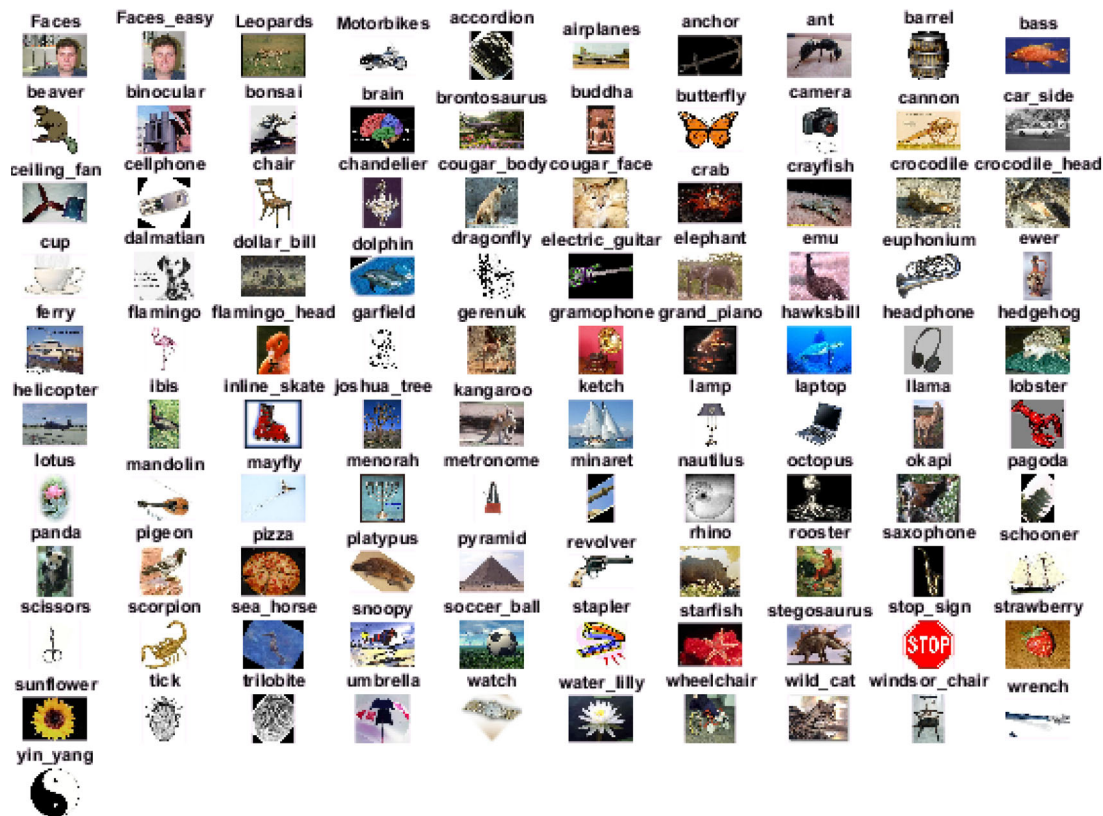 Faces Faces_easy Leopards Motorbikes accordion airplanes anchor ant barrel bass
beaver binocular bonsai brain brontosaurus buddha butterfly camera cannon car_side
ceiling_fan cellphone chair chandelier cougar_body cougar_face crab crayfish crocodile crocodile_head
cup dalmatian dollar_bill dolphin dragonfly electric_guitar elephant emu euphonium ewer
ferry flamingo flamingo_head garfield gerenuk gramophone grand_piano hawksbill headphone hedgehog
helicopter ibis inline_skate joshua_tree kangaroo ketch lamp laptop llama lobster
lotus mandolin mayfly menorah metronome minaret nautilus octopus okapi pagoda
panda pigeon pizza platypus pyramid revolver rhino rooster saxophone schooner
scissors scorpion sea_horse snoopy soccer_ball stapler starfish stegosaurus stop_sign strawberry
STOP
sunflower tick trilobite umbrella watch water_lilly wheelchair wild_cat windsor_chair wrench
yin_yang